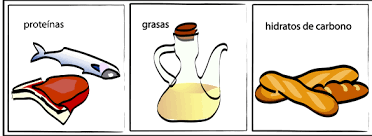 proteínas
grasas
hidratos de carbono